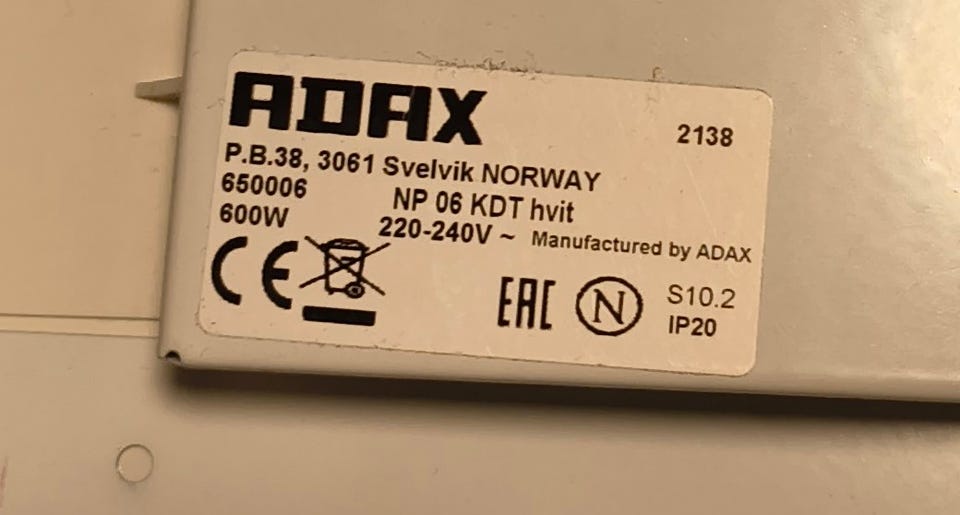 ADAX
2138
P.B.38, 3061 Svelvik NORWAY
650006 NP 06 KDT hvit
600W 220-240V ~ Manufactured by ADAX
CE EAC N S10.2
IP20